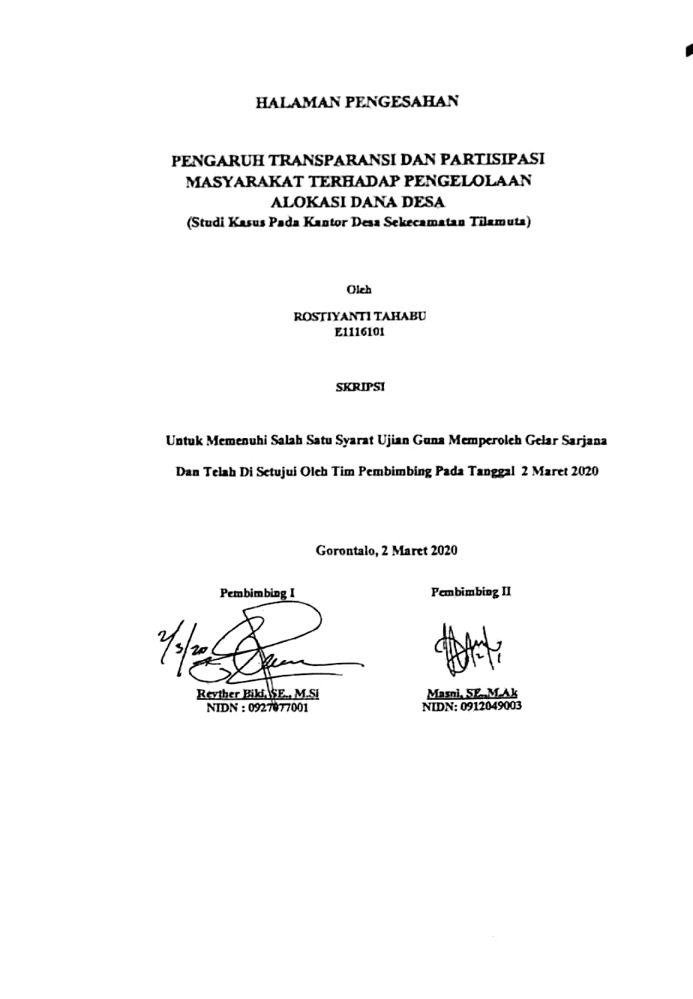 HALAMAN PENGESAHAN
PENGARUH TRANSPARANSI DAN PARTISIPASI
MASYARAKAT TERHADAP PENGELOLAAN
ALOKASI DANA DESA
(Studi Kasus Pada Kantor Desa Sekecamatan Tilamuta)
Oleh
ROSTIYANTI TAHABU
E1116101
SKRIPSI
Untuk Memenuhi Salah Satu Syarat Ujian Guna Memperoleh Gelar Sarjana
Dan Telah Di Setujui Oleh Tim Pembimbing Pada Tanggal 2 Maret 2020
Gorontalo, 2 Maret 2020
Pembimbing I Pembimbing II
2/3/20
Reyther Biki, SE., M.Si Masni, SE.,M.Ak
NIDN : 0927077001 NIDN: 0912049003